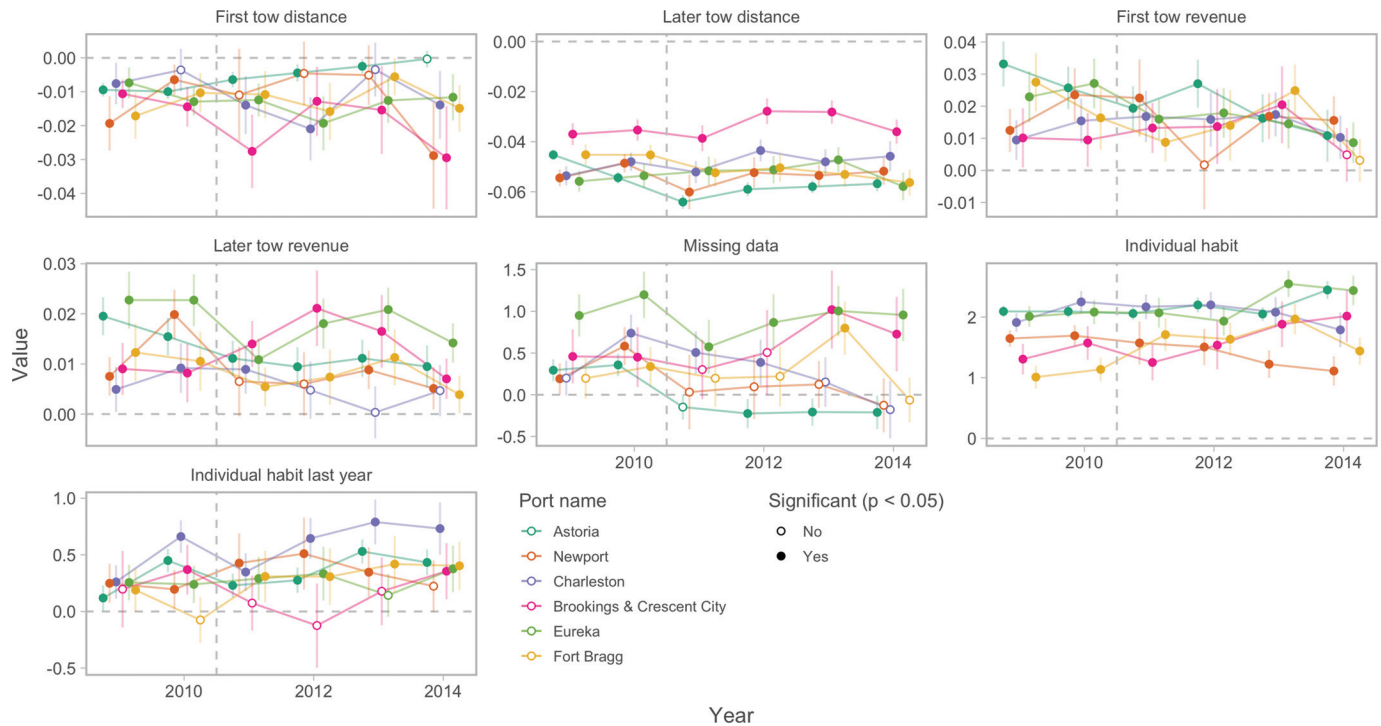 First tow distance
Later tow distance
First tow revenue
0.00
-0.01
-0.02
-0.03
-0.04
0.00
-0.02
-0.04
-0.06
0.04
0.03
0.02
0.01
0.00
-0.01
Later tow revenue
Missing data
Individual habit
0.03
0.02
0.01
0.00
1.5
1.0
0.5
0.0
-0.5
2
1
0
2010 2012 2014
2010 2012 2014
Value
Individual habit last year
1.0
0.5
0.0
-0.5
2010 2012 2014
Port name
Astoria
Newport
Charleston
Brookings & Crescent City
Eureka
Fort Bragg
Significant (p < 0.05)
No
Yes
Year